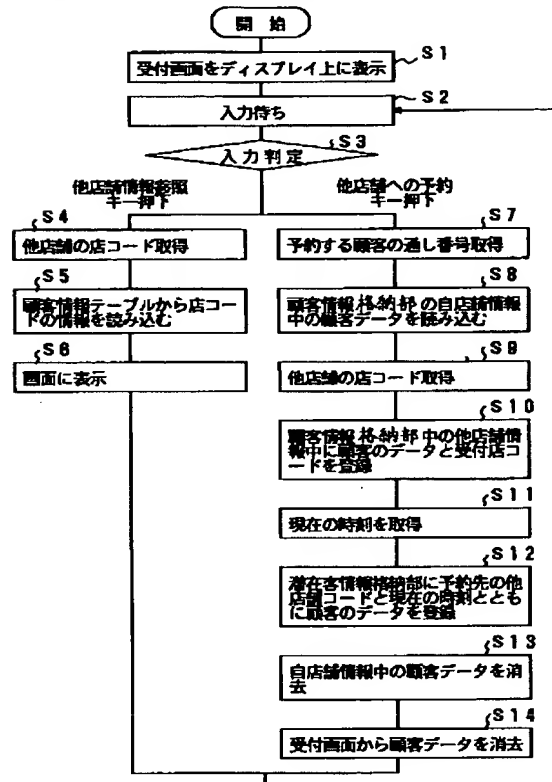 開 始
S1
受付画面をディスプレイ上に表示
S2
入力待ち
S3
入力判定
他店舗情報参照
キー押下
他店舗への予約
キー押下
S4
他店舗の店コード取得
S5
顧客情報テーブルから店コー
ドの情報を読み込む
S6
画面に表示
S7
予約する顧客の通し番号取得
S8
顧客情報格納部の自店舗情報
中の顧客データを読み込む
S9
他店舗の店コード取得
S10
顧客情報格納部中の他店舗情
報中に顧客のデータと受付店コ
ードを登録
S11
現在の時刻を取得
S12
潜在客情報格納部に予約先の他
店舗コードと現在の時刻ととも
に顧客のデータを登録
S13
自店舗情報中の顧客データを消
去
S14
受付画面から顧客データを消去